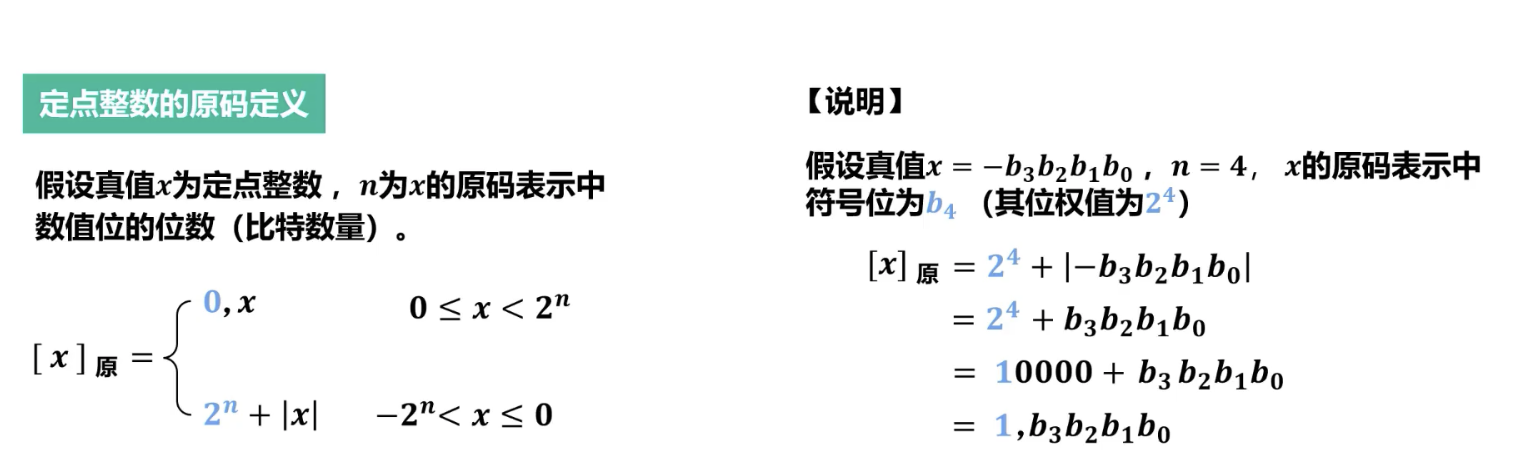 定点整数的原码定义
假设真值x为定点整数，n为x的原码表示中
数值位的位数（比特数量）。
[x]原 = { 0,x 0 ≤ x < 2ⁿ
2ⁿ + |x| −2ⁿ< x ≤ 0
【说明】
假设真值x = −b₃b₂b₁b₀，n = 4， x的原码表示中
符号位为b₄（其位权值为2⁴）
[x]原 = 2⁴ + |−b₃b₂b₁b₀|
= 2⁴ + b₃b₂b₁b₀
= 10000 + b₃b₂b₁b₀
= 1,b₃b₂b₁b₀